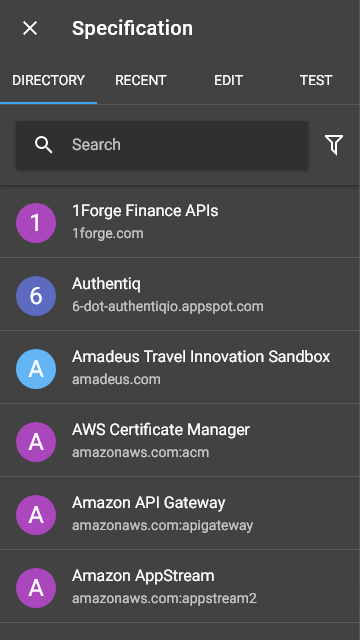 Specification
DIRECTORY RECENT EDIT TEST
Search
1 1Forge Finance APIs
1forge.com
6 Authentiq
6-dot-authentiqio.appspot.com
A Amadeus Travel Innovation Sandbox
amadeus.com
A AWS Certificate Manager
amazonaws.com:acm
A Amazon API Gateway
amazonaws.com:apigateway
A Amazon AppStream
amazonaws.com:appstream2